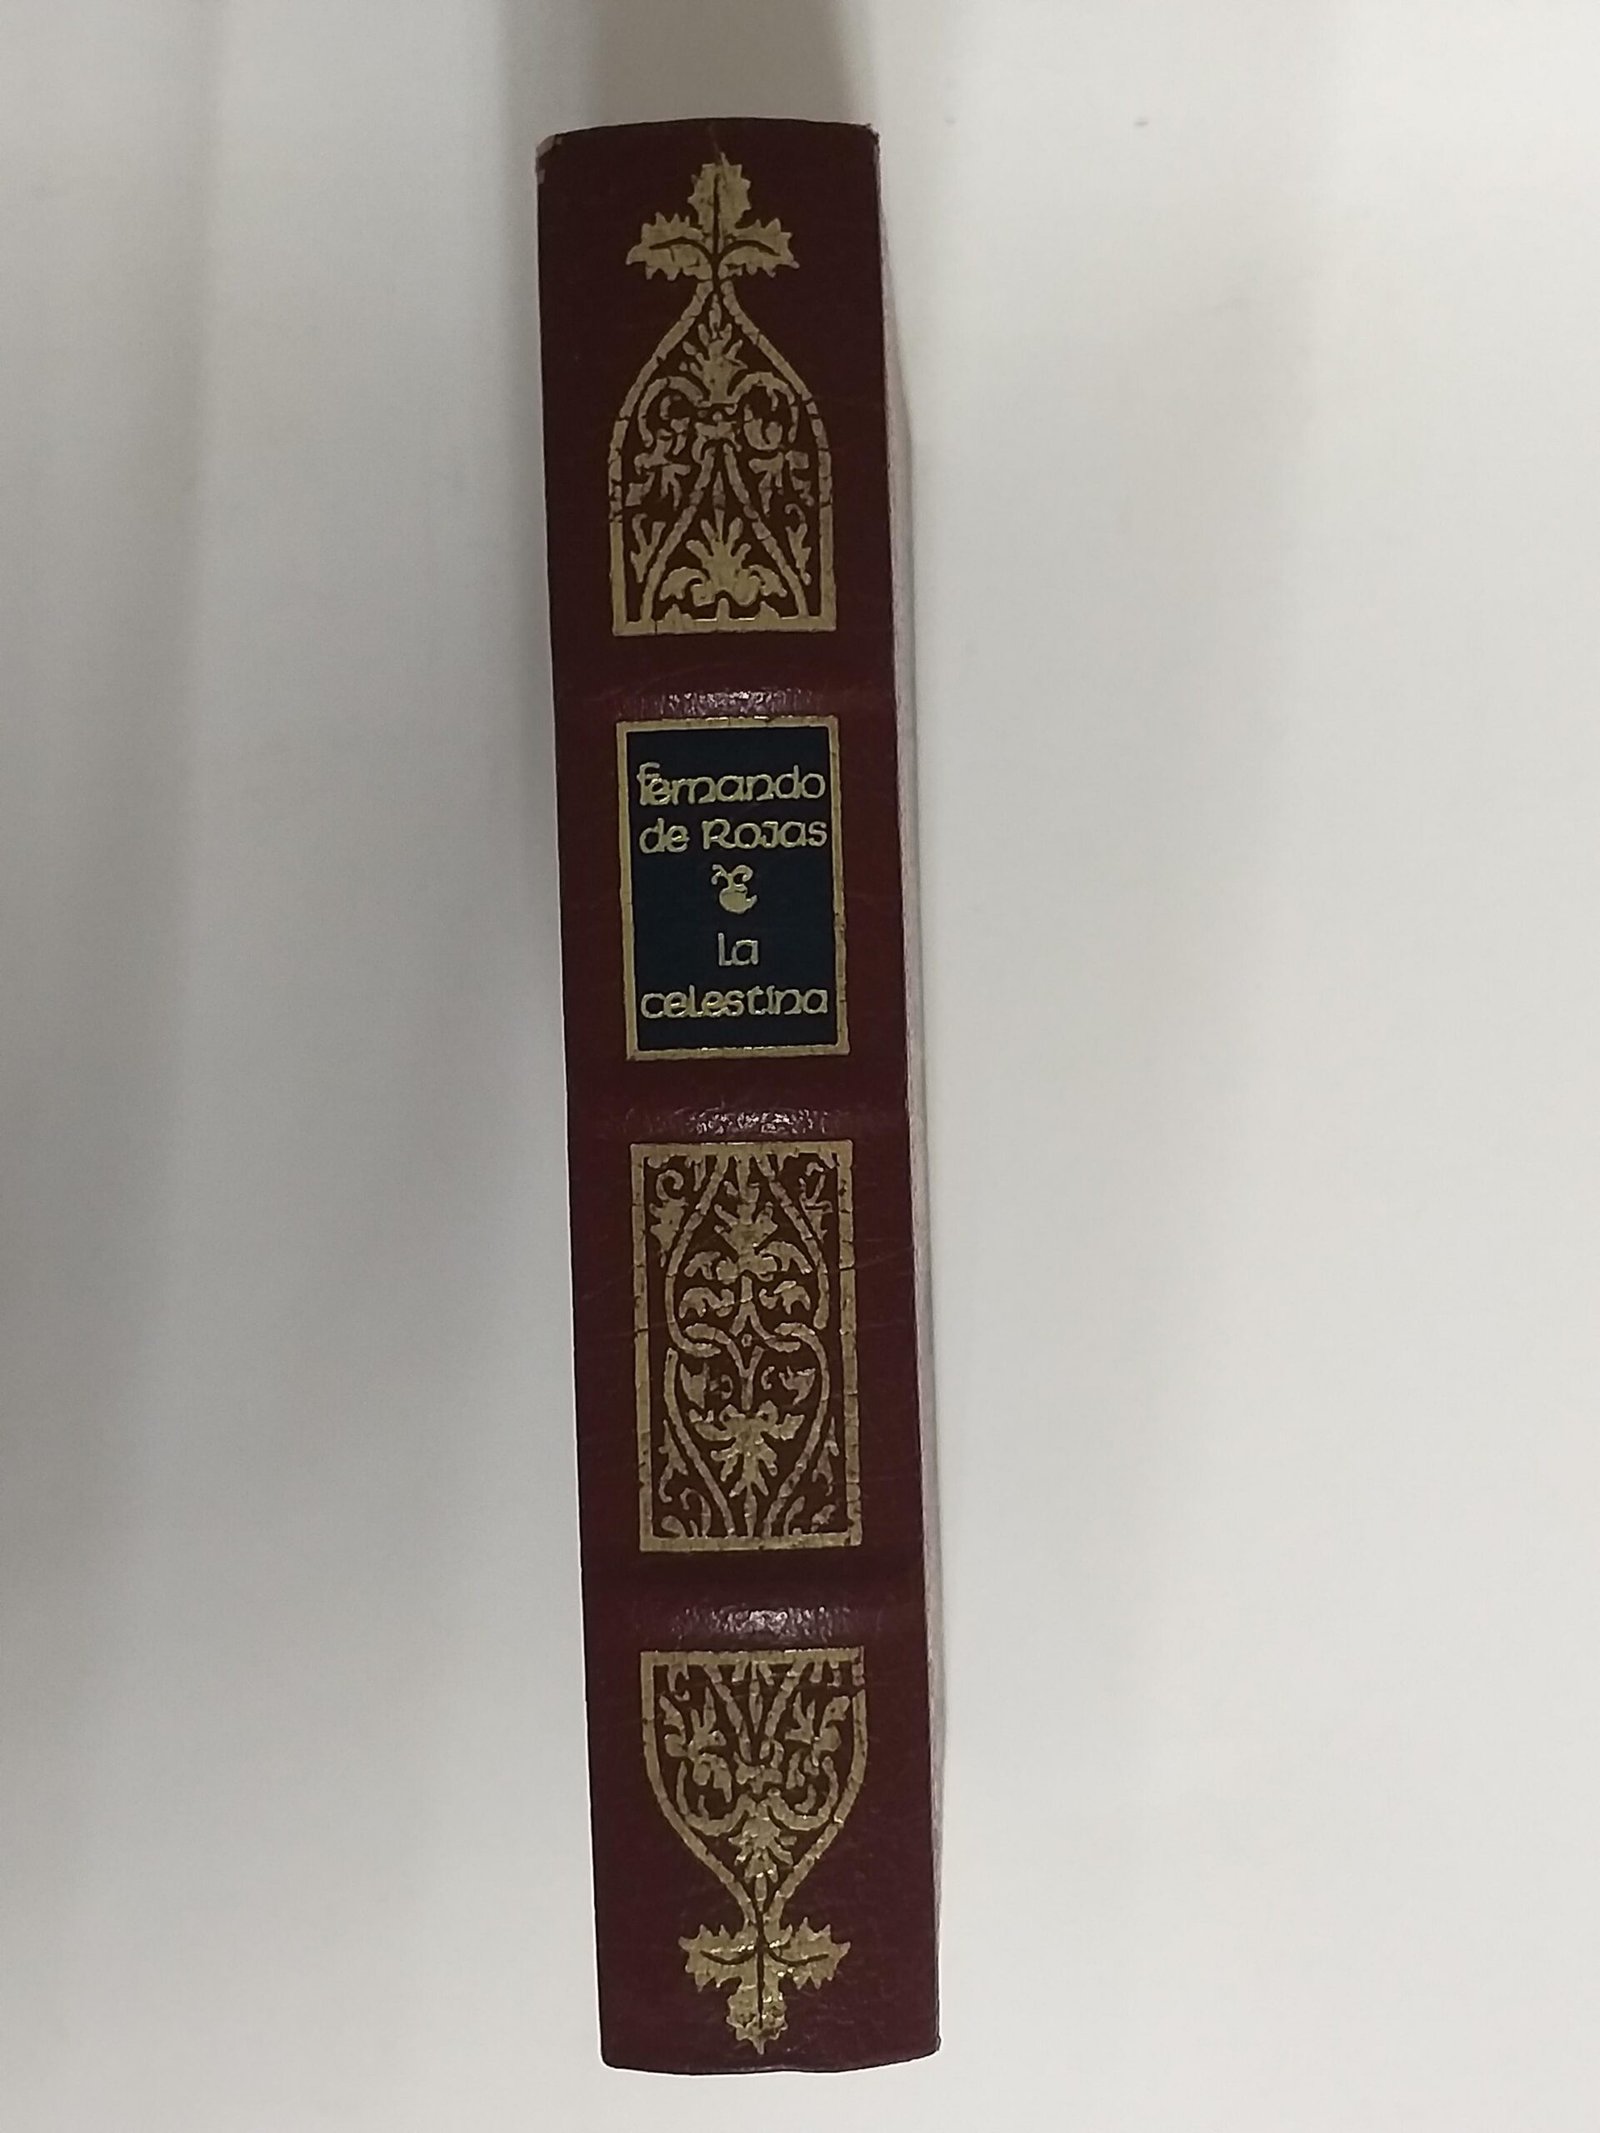 Fernando
de Rojas
La
celestina